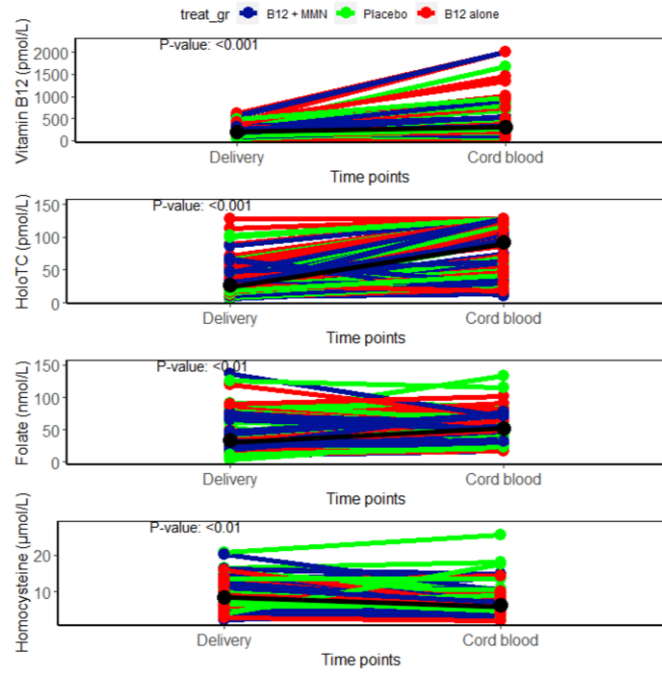 treat_gr B12 + MMN Placebo B12 alone
P-value: <0.001
Vitamin B12 (pmol/L)
2000
1500
1000
500
0
Delivery Cord blood
Time points
P-value: <0.001
HoloTC (pmol/L)
150
100
50
0
Delivery Cord blood
Time points
P-value: <0.01
Folate (nmol/L)
150
100
50
0
Delivery Cord blood
Time points
P-value: <0.01
Homocysteine (µmol/L)
20
10
Delivery Cord blood
Time points